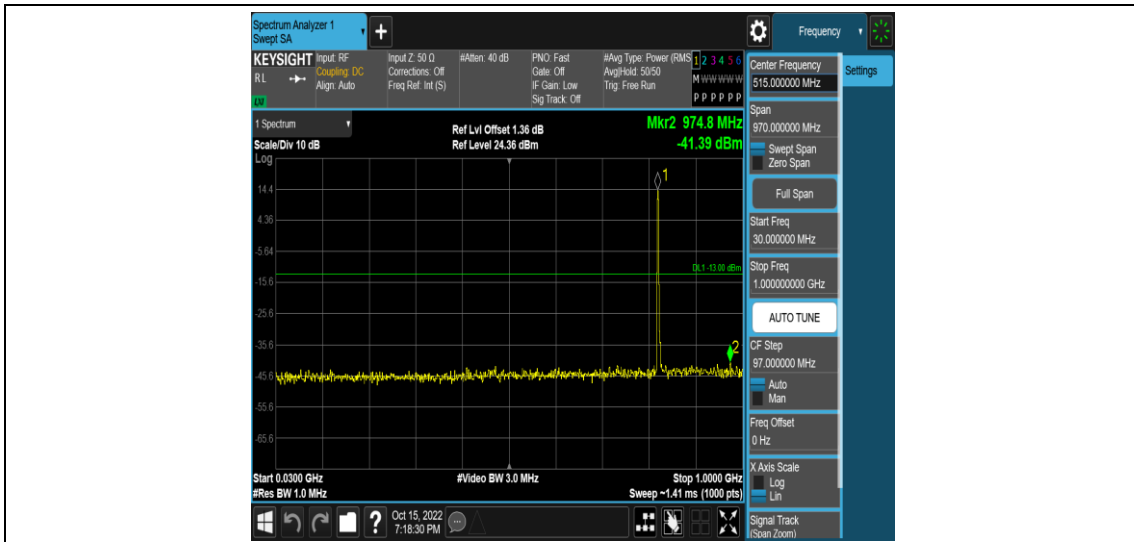 Spectrum Analyzer 1
Swept SA
+
Frequency
KEYSIGHT
RL
LXI
Input: RF
Coupling: DC
Align: Auto
Input Z: 50 Ω
Corrections: Off
Freq Ref: Int (S)
#Atten: 40 dB
PNO: Fast
Gate: Off
IF Gain: Low
Sig Track: Off
#Avg Type: Power (RMS
Avg|Hold: 50/50
Trig: Free Run
1 2 3 4 5 6
M W W W W W
P P P P P P
1 Spectrum
Scale/Div 10 dB
Ref Lvl Offset 1.36 dB
Ref Level 24.36 dBm
Mkr2 974.8 MHz
-41.39 dBm
Log
14.4
4.36
-5.64
-15.6
-25.6
-35.6
-45.6
-55.6
-65.6
1
DL1 -13.00 dBm
2
Start 0.0300 GHz
#Res BW 1.0 MHz
#Video BW 3.0 MHz
Stop 1.0000 GHz
Sweep ~1.41 ms (1000 pts)
?
Oct 15, 2022
7:18:30 PM
Center Frequency
515.000000 MHz
Settings
Span
970.000000 MHz
Swept Span
Zero Span
Full Span
Start Freq
30.000000 MHz
Stop Freq
1.000000000 GHz
AUTO TUNE
CF Step
97.000000 MHz
Auto
Man
Freq Offset
0 Hz
X Axis Scale
Log
Lin
Signal Track
(Span Zoom)